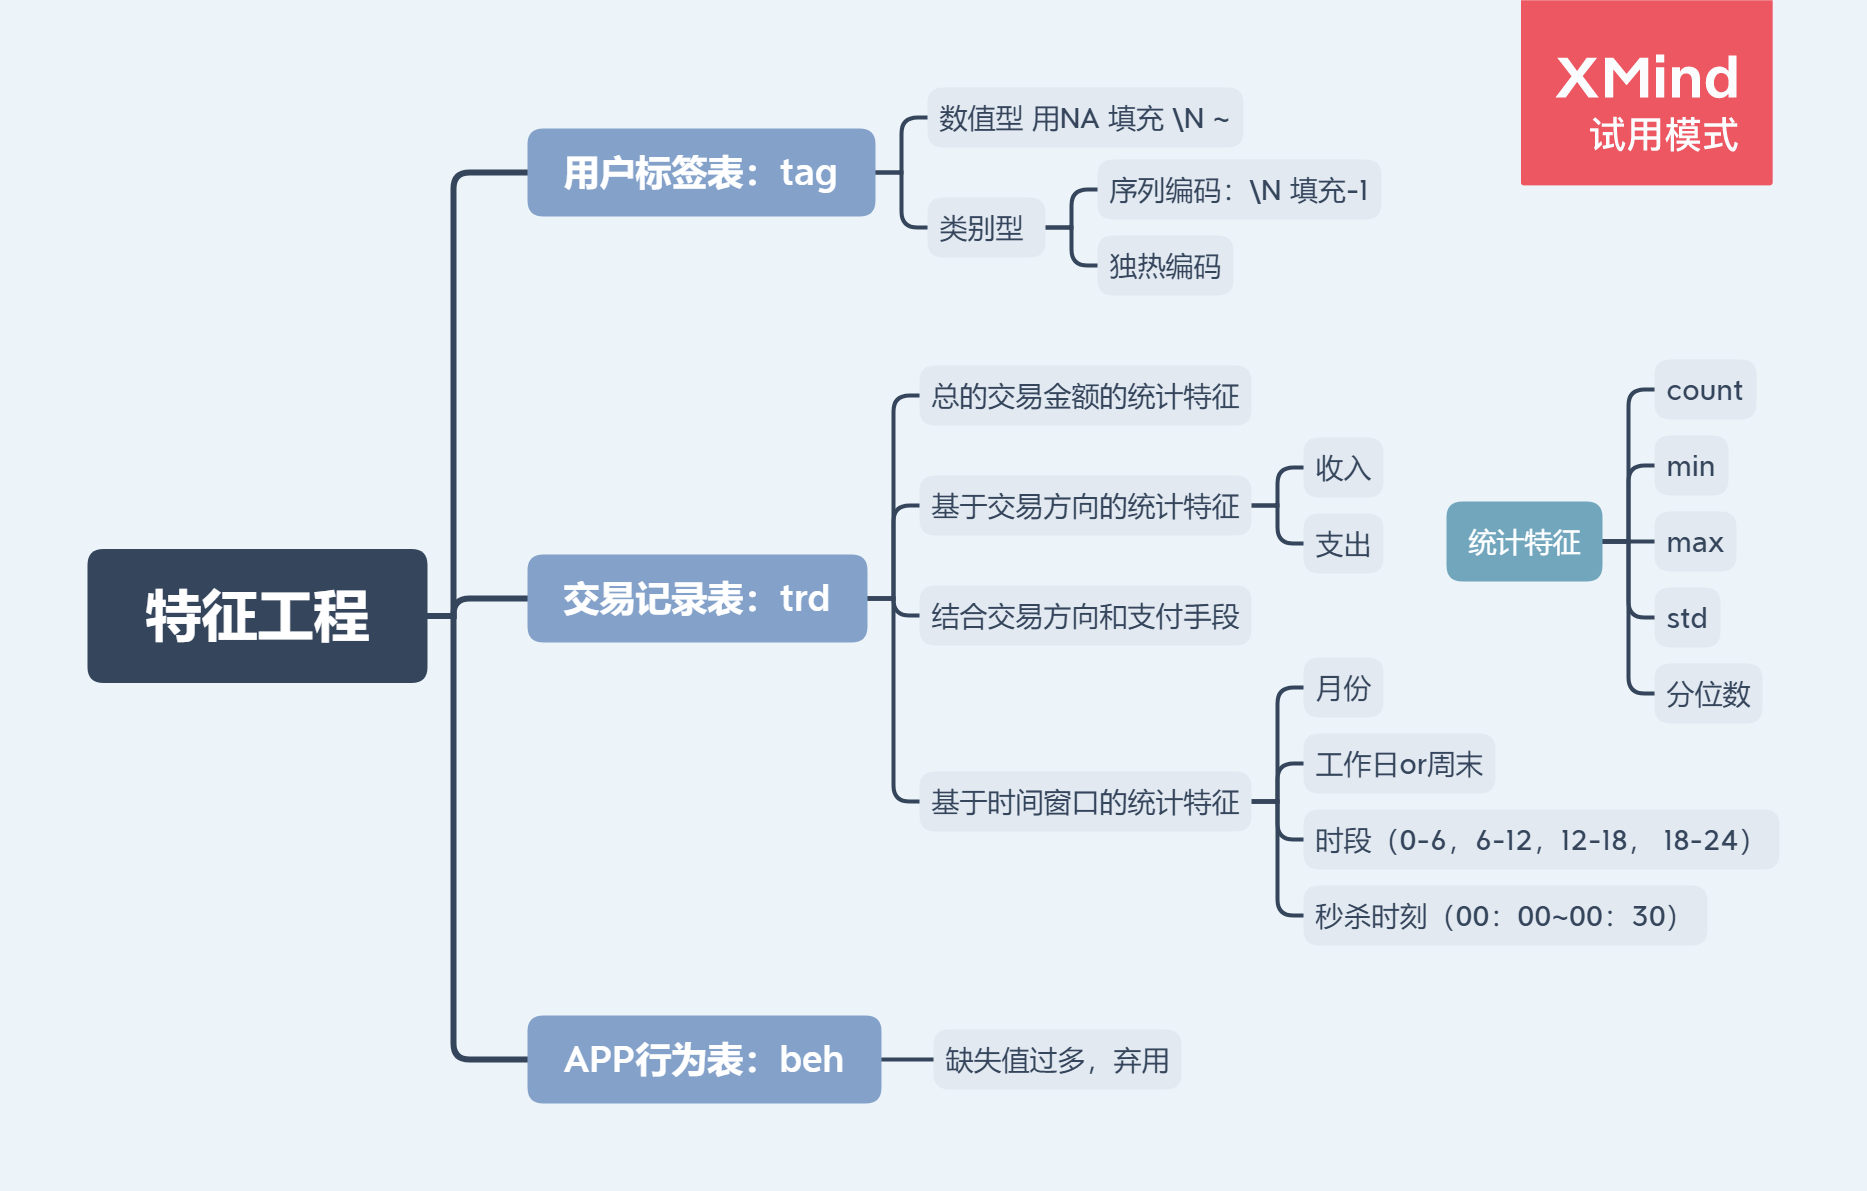 XMind
试用模式
特征工程
用户标签表：tag
数值型 用NA 填充 \N ~
类别型
序列编码：\N 填充-1
独热编码
交易记录表：trd
总的交易金额的统计特征
基于交易方向的统计特征
收入
支出
结合交易方向和支付手段
基于时间窗口的统计特征
月份
工作日or周末
时段（0-6，6-12，12-18， 18-24）
秒杀时刻（00：00~00：30）
APP行为表：beh
缺失值过多，弃用
统计特征
count
min
max
std
分位数